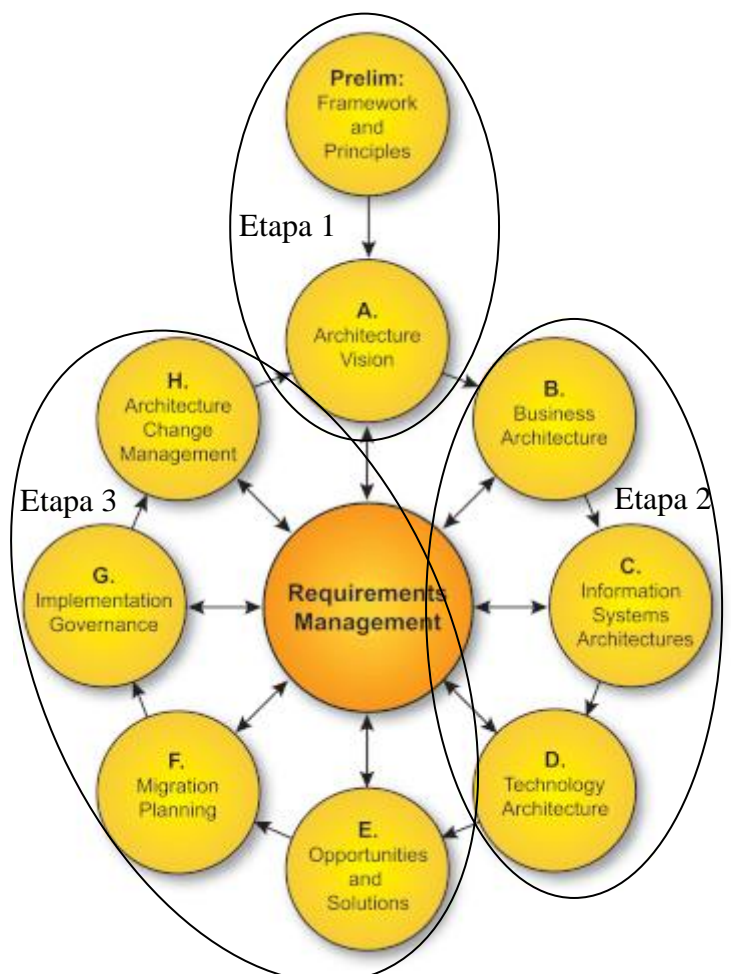 Prelim:
Framework
and
Principles
Etapa 1
A.
Architecture
Vision
H.
Architecture
Change
Management
B.
Business
Architecture
Etapa 3
Etapa 2
G.
Implementation
Governance
Requirements
Management
C.
Information
Systems
Architectures
F.
Migration
Planning
D.
Technology
Architecture
E.
Opportunities
and
Solutions